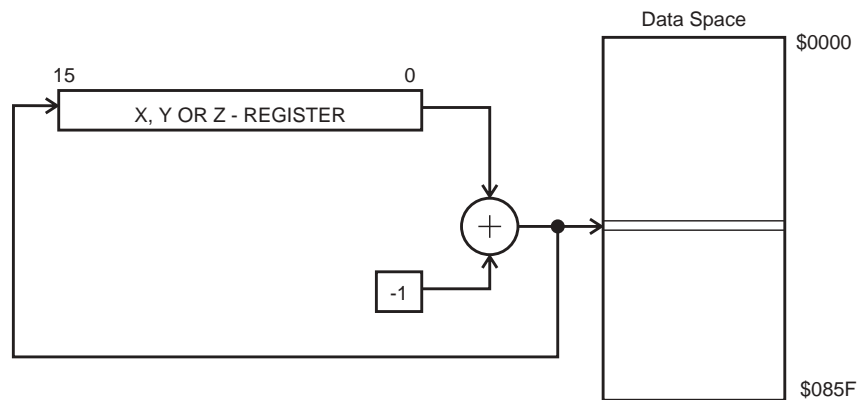 Data Space
$0000
15
0
X, Y OR Z - REGISTER
+
-1
$085F